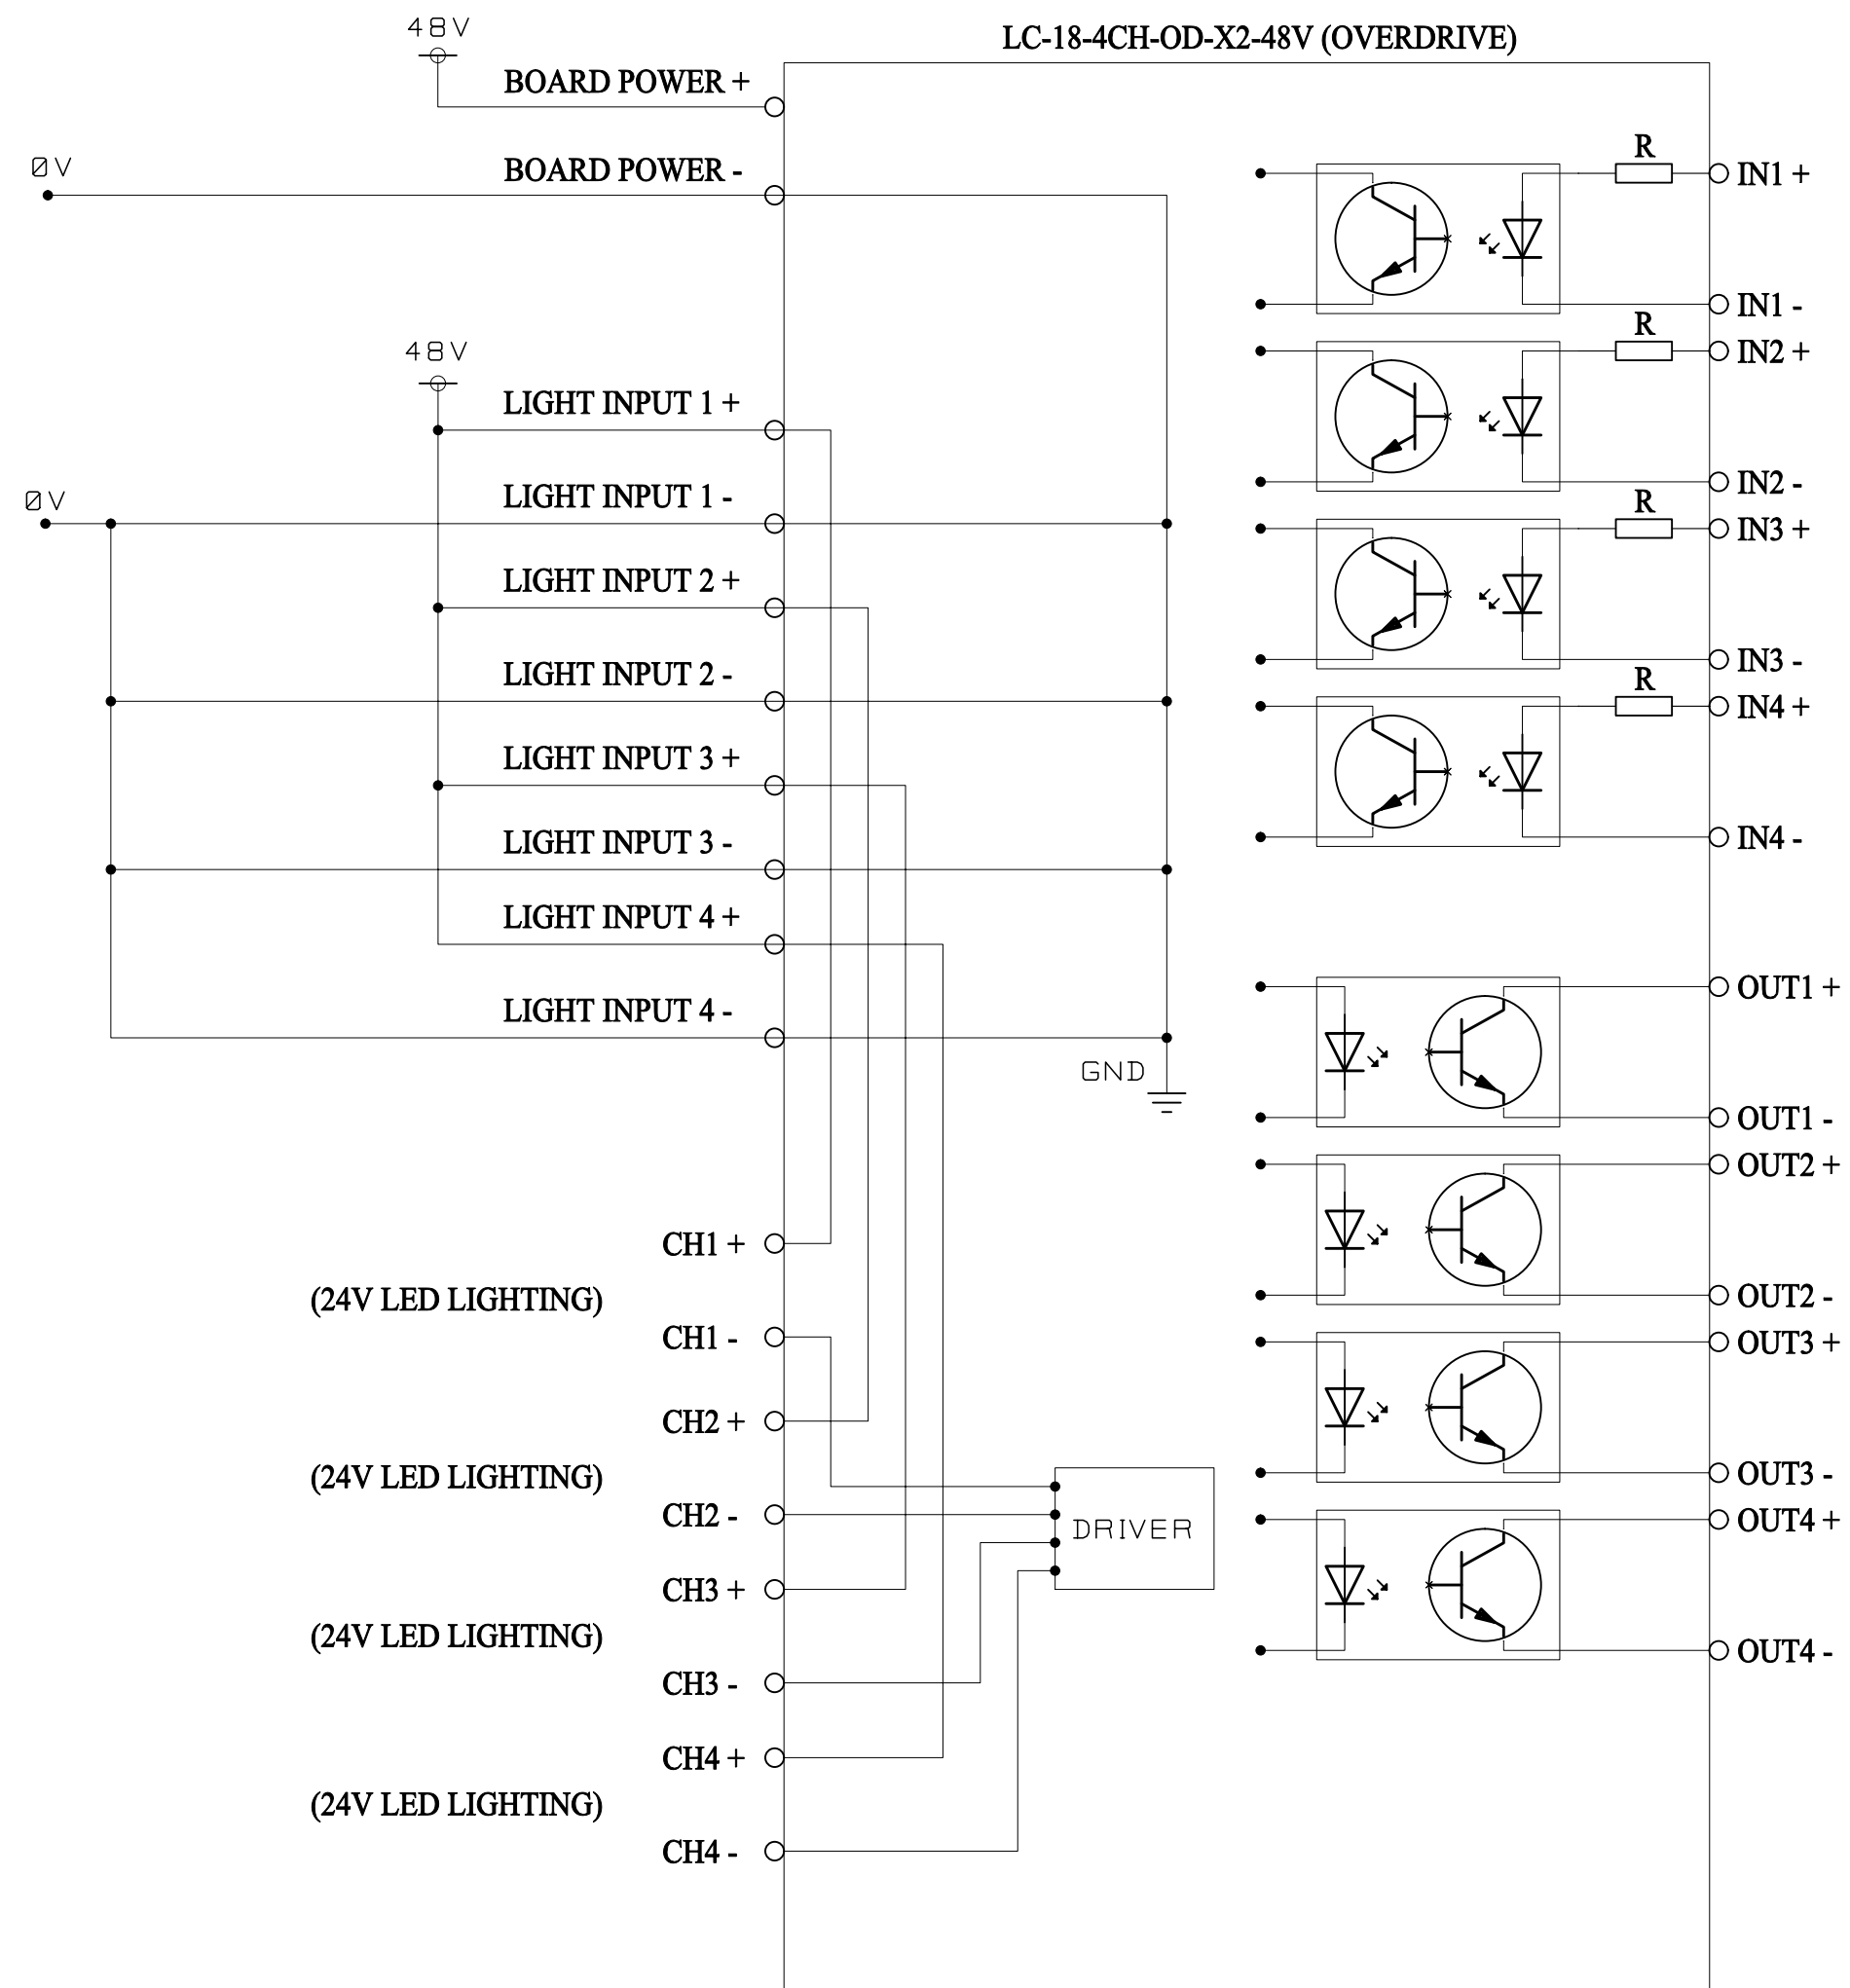 48V
LC-18-4CH-OD-X2-48V (OVERDRIVE)
BOARD POWER +
0V
BOARD POWER -
48V
LIGHT INPUT 1 +
0V
LIGHT INPUT 1 -
LIGHT INPUT 2 +
LIGHT INPUT 2 -
LIGHT INPUT 3 +
LIGHT INPUT 3 -
LIGHT INPUT 4 +
LIGHT INPUT 4 -
GND
CH1 +
(24V LED LIGHTING)
CH1 -
CH2 +
(24V LED LIGHTING)
CH2 -
DRIVER
CH3 +
(24V LED LIGHTING)
CH3 -
CH4 +
(24V LED LIGHTING)
CH4 -
R
IN1 +
IN1 -
R
IN2 +
IN2 -
R
IN3 +
IN3 -
R
IN4 +
IN4 -
OUT1 +
OUT1 -
OUT2 +
OUT2 -
OUT3 +
OUT3 -
OUT4 +
OUT4 -